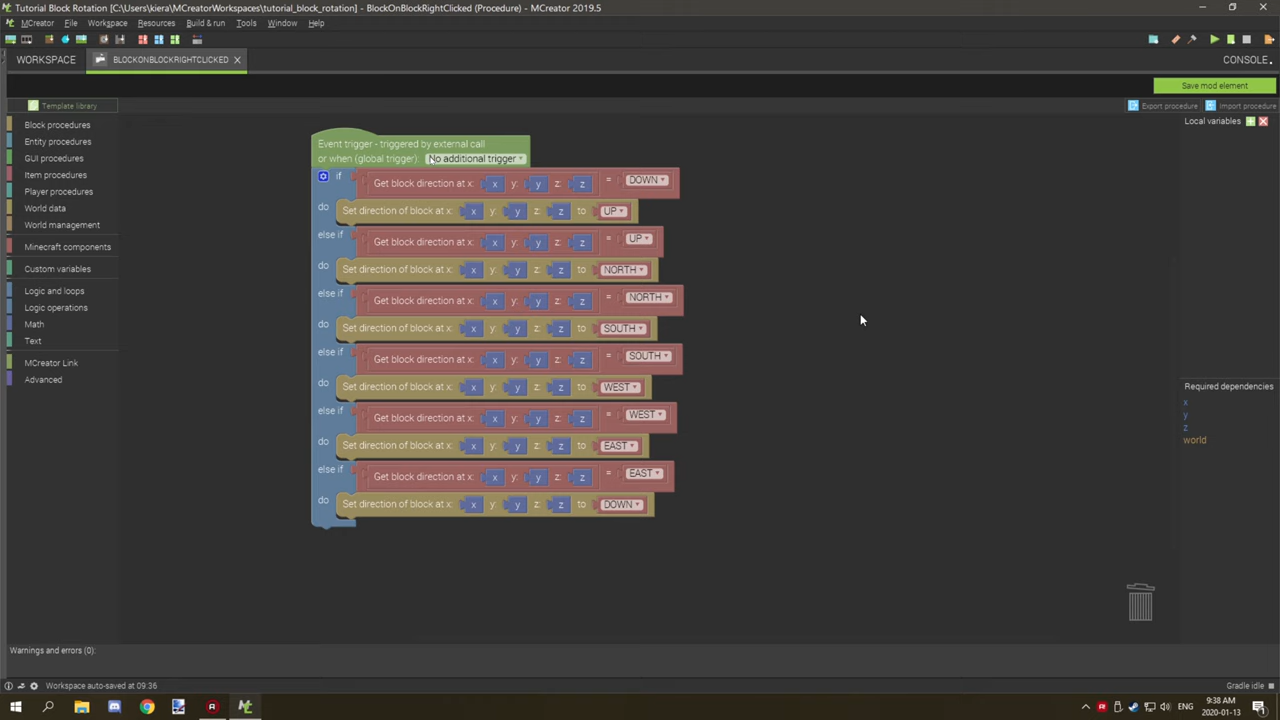 Tutorial Block Rotation [C:\Users\kiera\MCreatorWorkspaces\tutorial_block_rotation] - BlockOnBlockRightClicked (Procedure) - MCreator 2019.5
MCreator File Workspace Resources Build & run Tools Window Help
WORKSPACE BLOCKONBLOCKRIGHTCLICKED CONSOLE
Save mod element
Template library Export procedure Import procedure
Local variables
Block procedures
Entity procedures
GUI procedures
Item procedures
Player procedures
World data
World management
Minecraft components
Custom variables
Logic and loops
Logic operations
Math
Text
MCreator Link
Advanced
Event trigger - triggered by external call
or when (global trigger): No additional trigger
if Get block direction at x: x y: y z: z = DOWN
do Set direction of block at x: x y: y z: z to UP
else if Get block direction at x: x y: y z: z = UP
do Set direction of block at x: x y: y z: z to NORTH
else if Get block direction at x: x y: y z: z = NORTH
do Set direction of block at x: x y: y z: z to SOUTH
else if Get block direction at x: x y: y z: z = SOUTH
do Set direction of block at x: x y: y z: z to WEST
else if Get block direction at x: x y: y z: z = WEST
do Set direction of block at x: x y: y z: z to EAST
else if Get block direction at x: x y: y z: z = EAST
do Set direction of block at x: x y: y z: z to DOWN
Required dependencies
x
y
z
world
Warnings and errors (0):
Workspace auto-saved at 09:36 Gradle idle
ENG
9:38 AM
2020-01-13